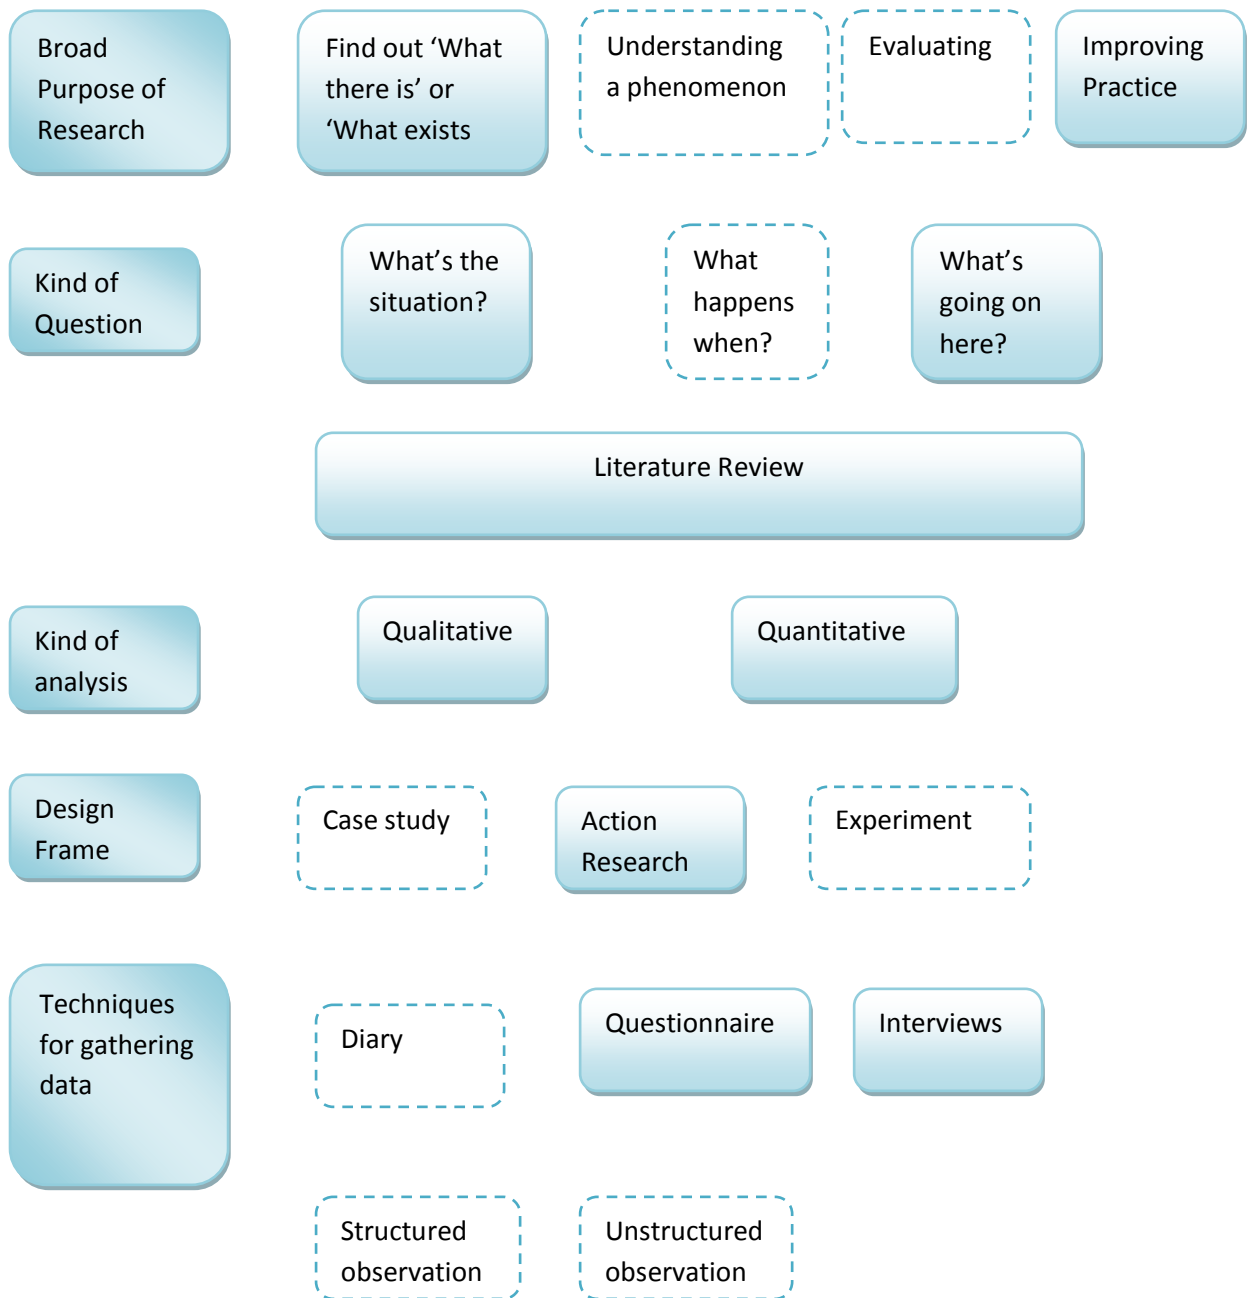 Broad
Purpose of
Research
Find out ‘What
there is’ or
‘What exists
Understanding
a phenomenon
Evaluating
Improving
Practice
Kind of
Question
What’s the
situation?
What
happens
when?
What’s
going on
here?
Literature Review
Kind of
analysis
Qualitative
Quantitative
Design
Frame
Case study
Action
Research
Experiment
Techniques
for gathering
data
Diary
Questionnaire
Interviews
Structured
observation
Unstructured
observation